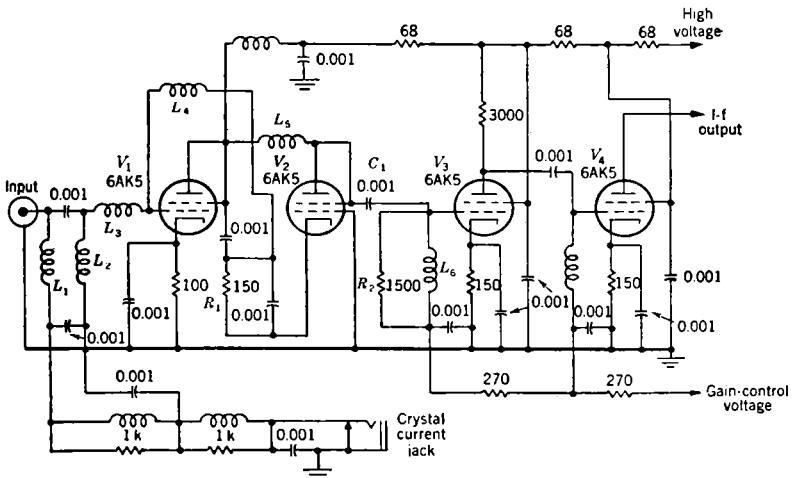 68
68
68
High voltage
0.001
L₄
3000
I-f output
V₁
6AK5
L₅
V₂
6AK5
C₁
V₃
6AK5
0.001
V₄
6AK5
Input
0.001
0.001
L₃
0.001
L₁
L₂
100
R₁
150
R₂
1500
L₆
150
150
0.001
0.001
0.001
0.001
0.001
0.001
0.001
0.001
0.001
0.001
270
270
Gain-control voltage
1 k
1 k
0.001
Crystal current jack